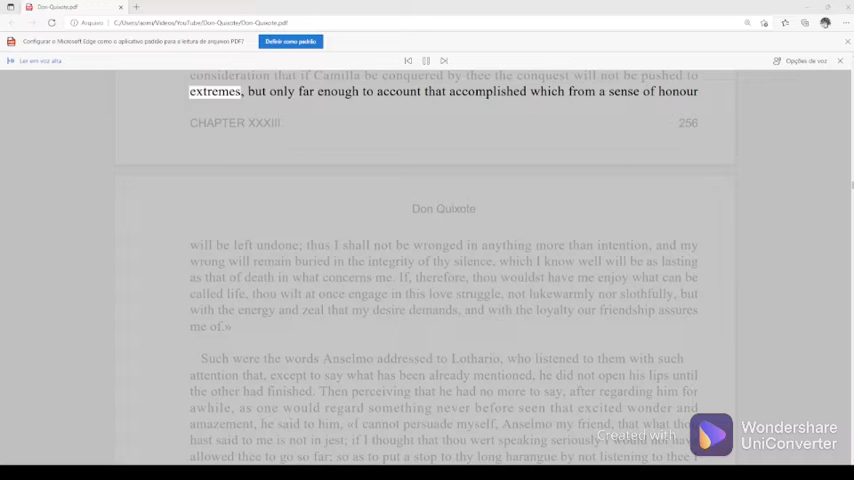 Don-Quixote.pdf
Arquivo
C:/Users/acess/Videos/YouTube/Don-Quixote/Don-Quixote.pdf
Configurar o Microsoft Edge como o aplicativo padrão para a leitura de arquivos PDF?
Definir como padrão
Ler em voz alta
Opções de voz
consideration that if Camilla be conquered by thee the conquest will not be pushed to
extremes, but only far enough to account that accomplished which from a sense of honour
CHAPTER XXXIII.
256
Don Quixote
will be left undone; thus I shall not be wronged in anything more than intention, and my
wrong will remain buried in the integrity of thy silence, which I know well will be as lasting
as that of death in what concerns me. If, therefore, thou wouldst have me enjoy what can be
called life, thou wilt at once engage in this love struggle, not lukewarmly nor slothfully, but
with the energy and zeal that my desire demands, and with the loyalty our friendship assures
me of.»
Such were the words Anselmo addressed to Lothario, who listened to them with such
attention that, except to say what has been already mentioned, he did not open his lips until
the other had finished. Then perceiving that he had no more to say, after regarding him for
awhile, as one would regard something never before seen that excited wonder and
amazement, he said to him, «I cannot persuade myself, Anselmo my friend, that what thou
hast said to me is not in jest; if I thought that thou wert speaking seriously I would not have
allowed thee to go so far; so as to put a stop to thy long harangue by not listening to thee I
Created with
Wondershare
UniConverter